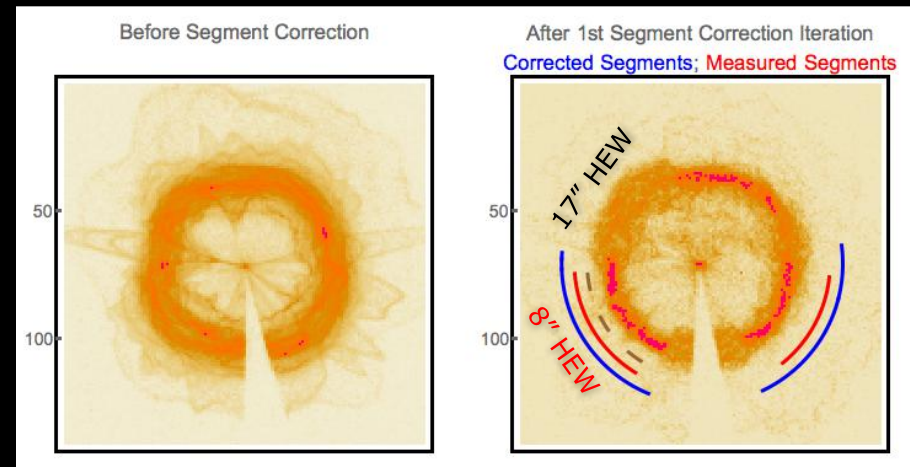 Before Segment Correction
50
100
After 1st Segment Correction Iteration
Corrected Segments; Measured Segments
17" HEW
50
100
8" HEW